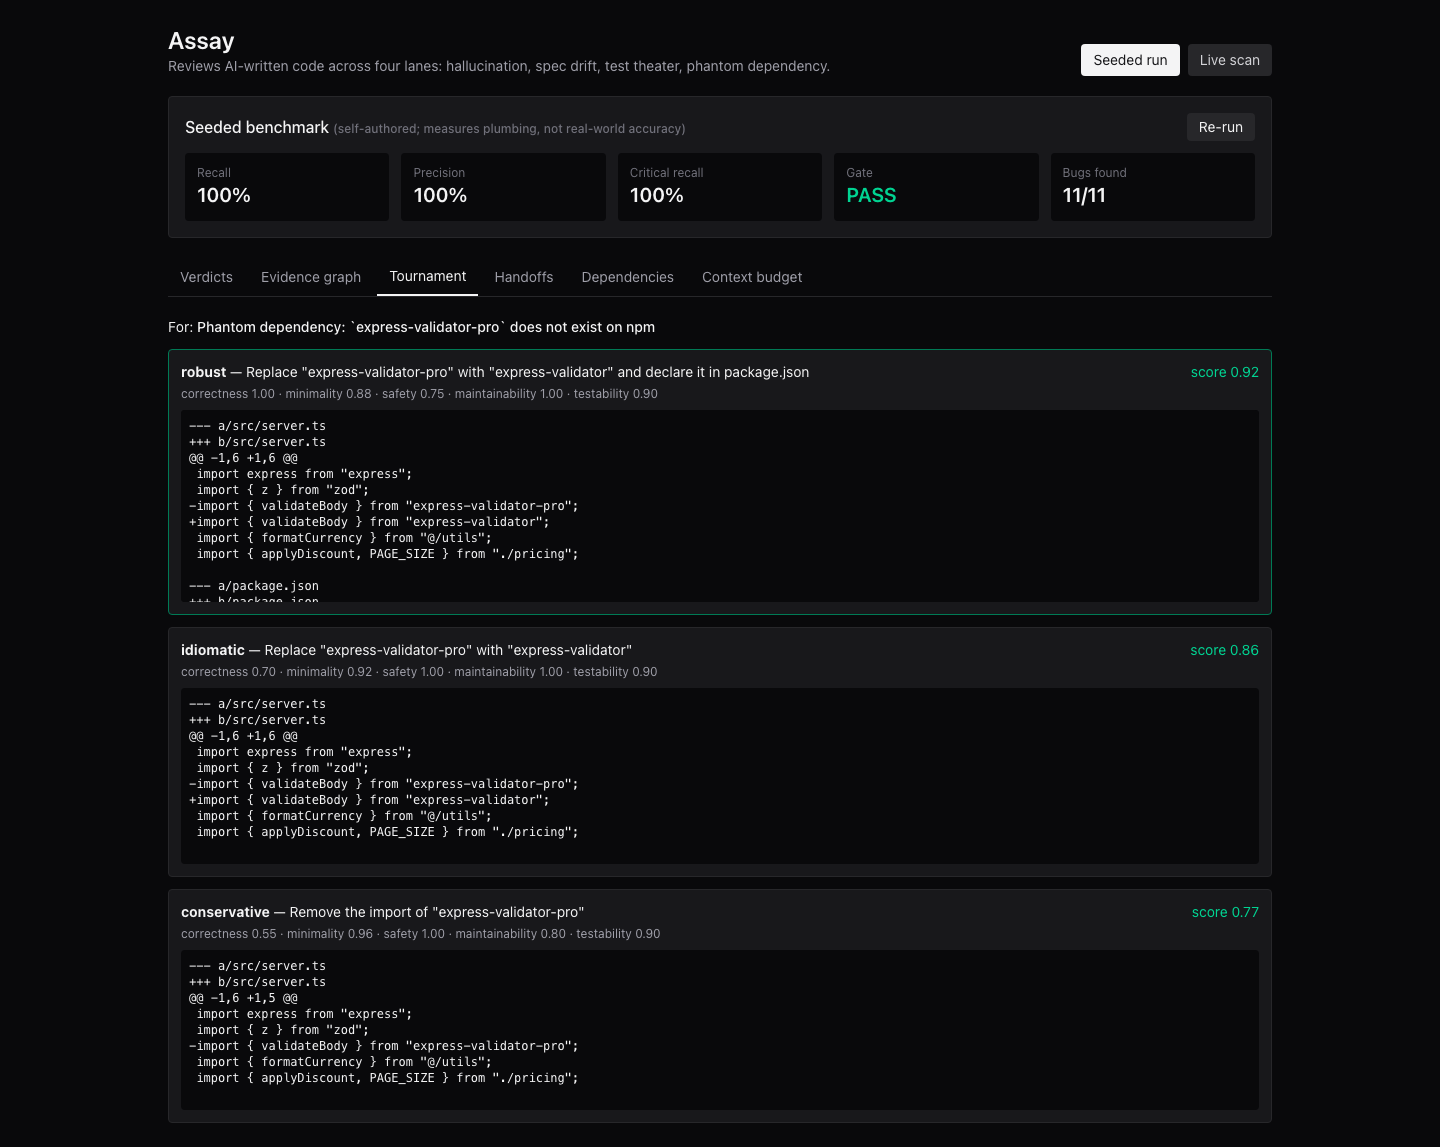 Assay
Reviews AI-written code across four lanes: hallucination, spec drift, test theater, phantom dependency.
Seeded run
Live scan
Seeded benchmark (self-authored; measures plumbing, not real-world accuracy)
Re-run
Recall
100%
Precision
100%
Critical recall
100%
Gate
PASS
Bugs found
11/11
Verdicts
Evidence graph
Tournament
Handoffs
Dependencies
Context budget
For: Phantom dependency: `express-validator-pro` does not exist on npm
robust — Replace "express-validator-pro" with "express-validator" and declare it in package.json
score 0.92
correctness 1.00 · minimality 0.88 · safety 0.75 · maintainability 1.00 · testability 0.90
--- a/src/server.ts
+++ b/src/server.ts
@@ -1,6 +1,6 @@
 import express from "express";
 import { z } from "zod";
-import { validateBody } from "express-validator-pro";
+import { validateBody } from "express-validator";
 import { formatCurrency } from "@/utils";
 import { applyDiscount, PAGE_SIZE } from "./pricing";
--- a/package.json
+++ b/package.json
idiomatic — Replace "express-validator-pro" with "express-validator"
score 0.86
correctness 0.70 · minimality 0.92 · safety 1.00 · maintainability 1.00 · testability 0.90
--- a/src/server.ts
+++ b/src/server.ts
@@ -1,6 +1,6 @@
 import express from "express";
 import { z } from "zod";
-import { validateBody } from "express-validator-pro";
+import { validateBody } from "express-validator";
 import { formatCurrency } from "@/utils";
 import { applyDiscount, PAGE_SIZE } from "./pricing";
conservative — Remove the import of "express-validator-pro"
score 0.77
correctness 0.55 · minimality 0.96 · safety 1.00 · maintainability 0.80 · testability 0.90
--- a/src/server.ts
+++ b/src/server.ts
@@ -1,6 +1,5 @@
 import express from "express";
 import { z } from "zod";
-import { validateBody } from "express-validator-pro";
 import { formatCurrency } from "@/utils";
 import { applyDiscount, PAGE_SIZE } from "./pricing";